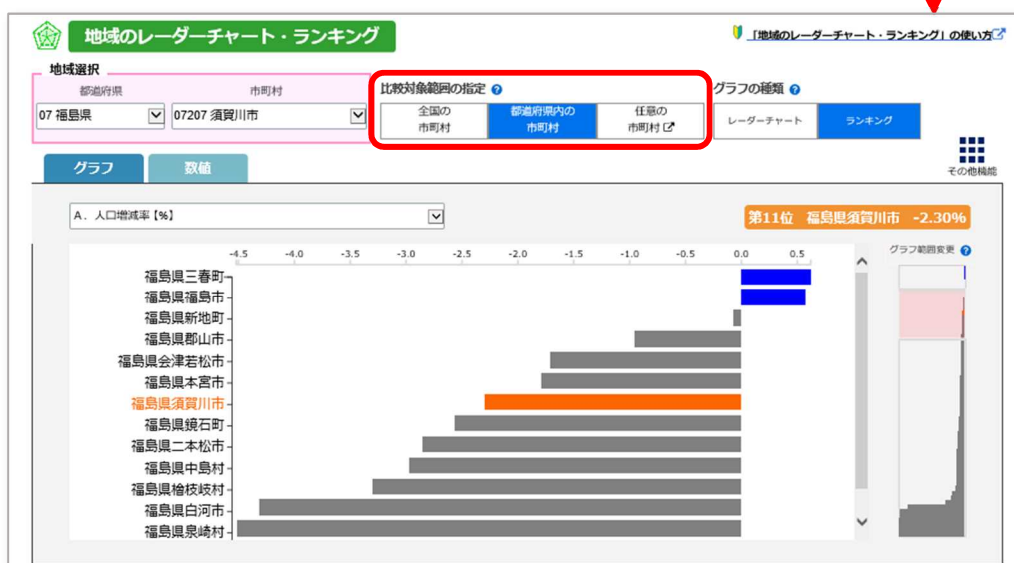 地域のレーダーチャート・ランキング
「地域のレーダーチャート・ランキング」の使い方
地域選択
都道府県
市町村
07 福島県
07207 須賀川市
比較対象範囲の指定
全国の
市町村
都道府県内の
市町村
任意の
市町村
グラフの種類
レーダーチャート
ランキング
その他機能
グラフ
数値
A. 人口増減率【%】
第11位 福島県須賀川市 -2.30%
グラフ範囲変更
-4.5 -4.0 -3.5 -3.0 -2.5 -2.0 -1.5 -1.0 -0.5 0.0 0.5
福島県三春町
福島県福島市
福島県新地町
福島県郡山市
福島県会津若松市
福島県本宮市
福島県須賀川市
福島県鏡石町
福島県二本松市
福島県中島村
福島県檜枝岐村
福島県白河市
福島県泉崎村